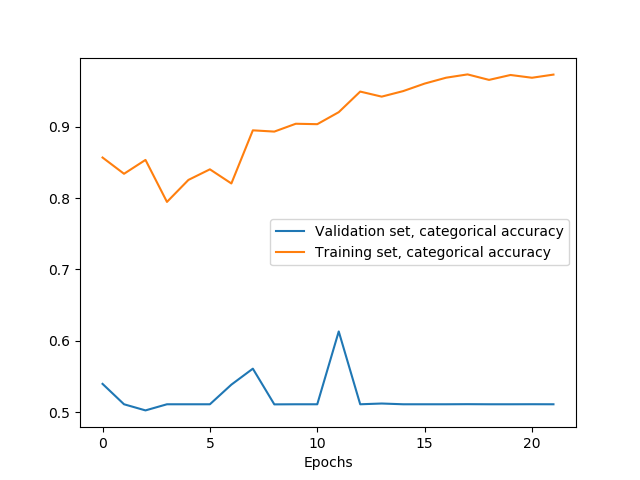 0.9
0.8
Validation set, categorical accuracy
Training set, categorical accuracy
0.7
0.6
0.5
0 5 10 15 20
Epochs